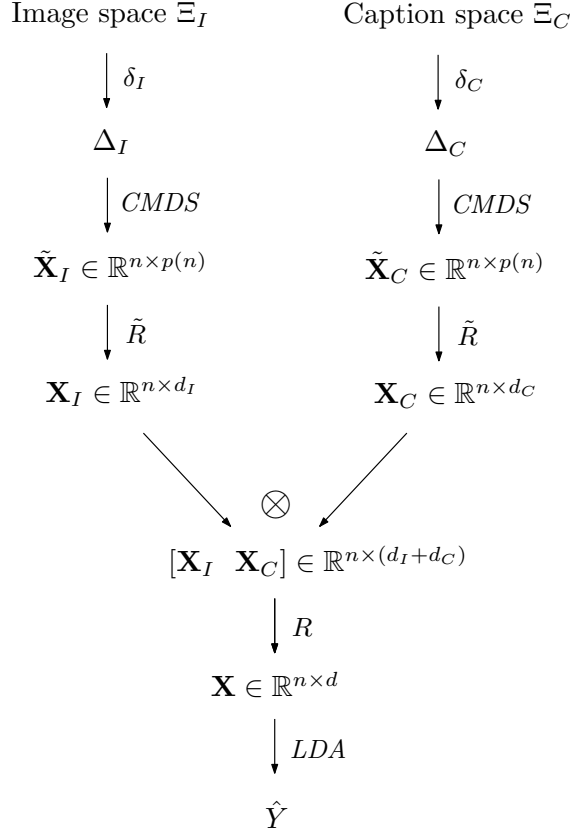 Image space Ξ_I Caption space Ξ_C
δ_I δ_C
Δ_I Δ_C
CMDS CMDS
X̃_I ∈ ℝ^{n×p(n)} X̃_C ∈ ℝ^{n×p(n)}
R̃ R̃
X_I ∈ ℝ^{n×d_I} X_C ∈ ℝ^{n×d_C}
⊗
[X_I X_C] ∈ ℝ^{n×(d_I+d_C)}
R
X ∈ ℝ^{n×d}
LDA
Ŷ